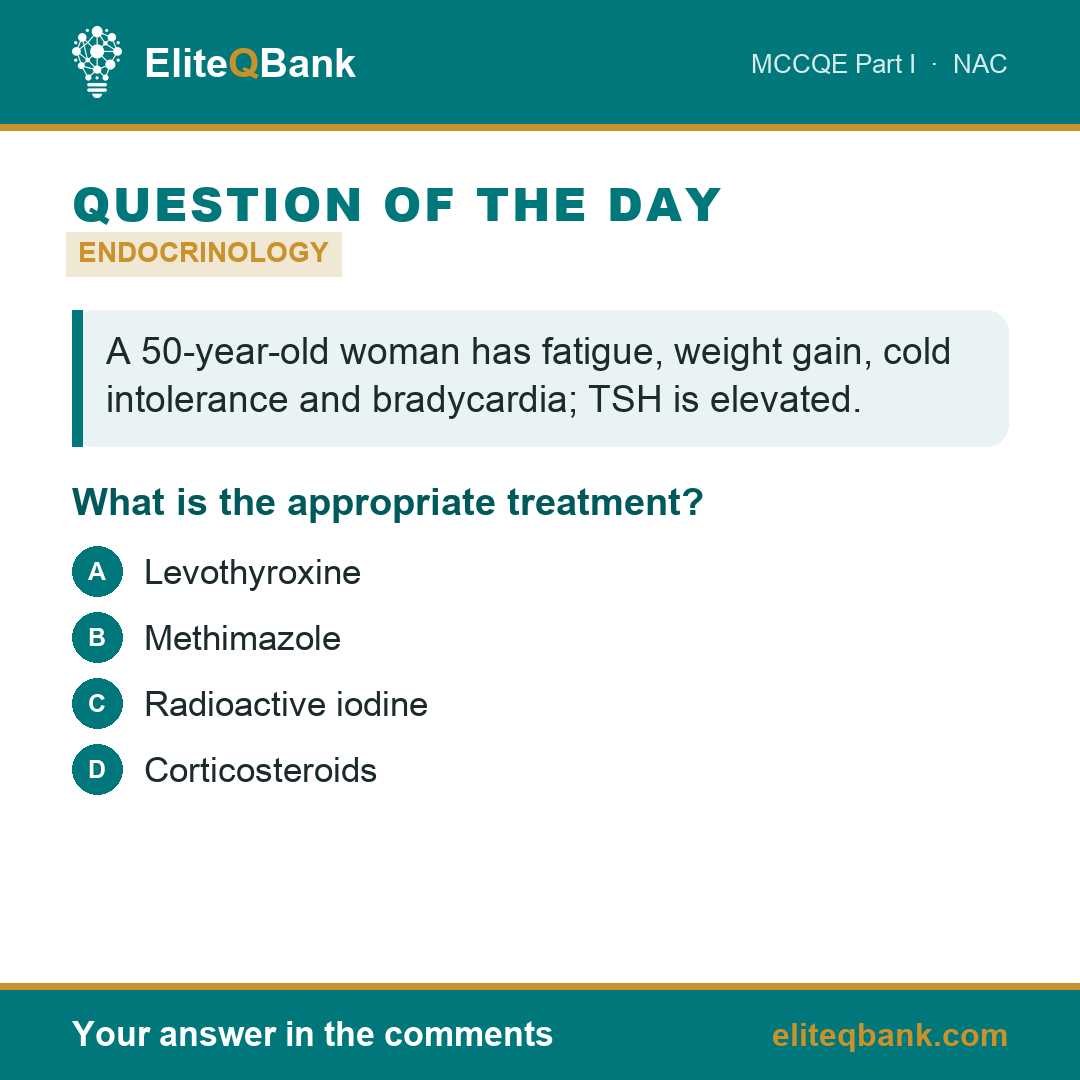 EliteQBank
MCCQE Part I · NAC
QUESTION OF THE DAY
ENDOCRINOLOGY
A 50-year-old woman has fatigue, weight gain, cold
intolerance and bradycardia; TSH is elevated.
What is the appropriate treatment?
A Levothyroxine
B Methimazole
C Radioactive iodine
D Corticosteroids
Your answer in the comments
eliteqbank.com